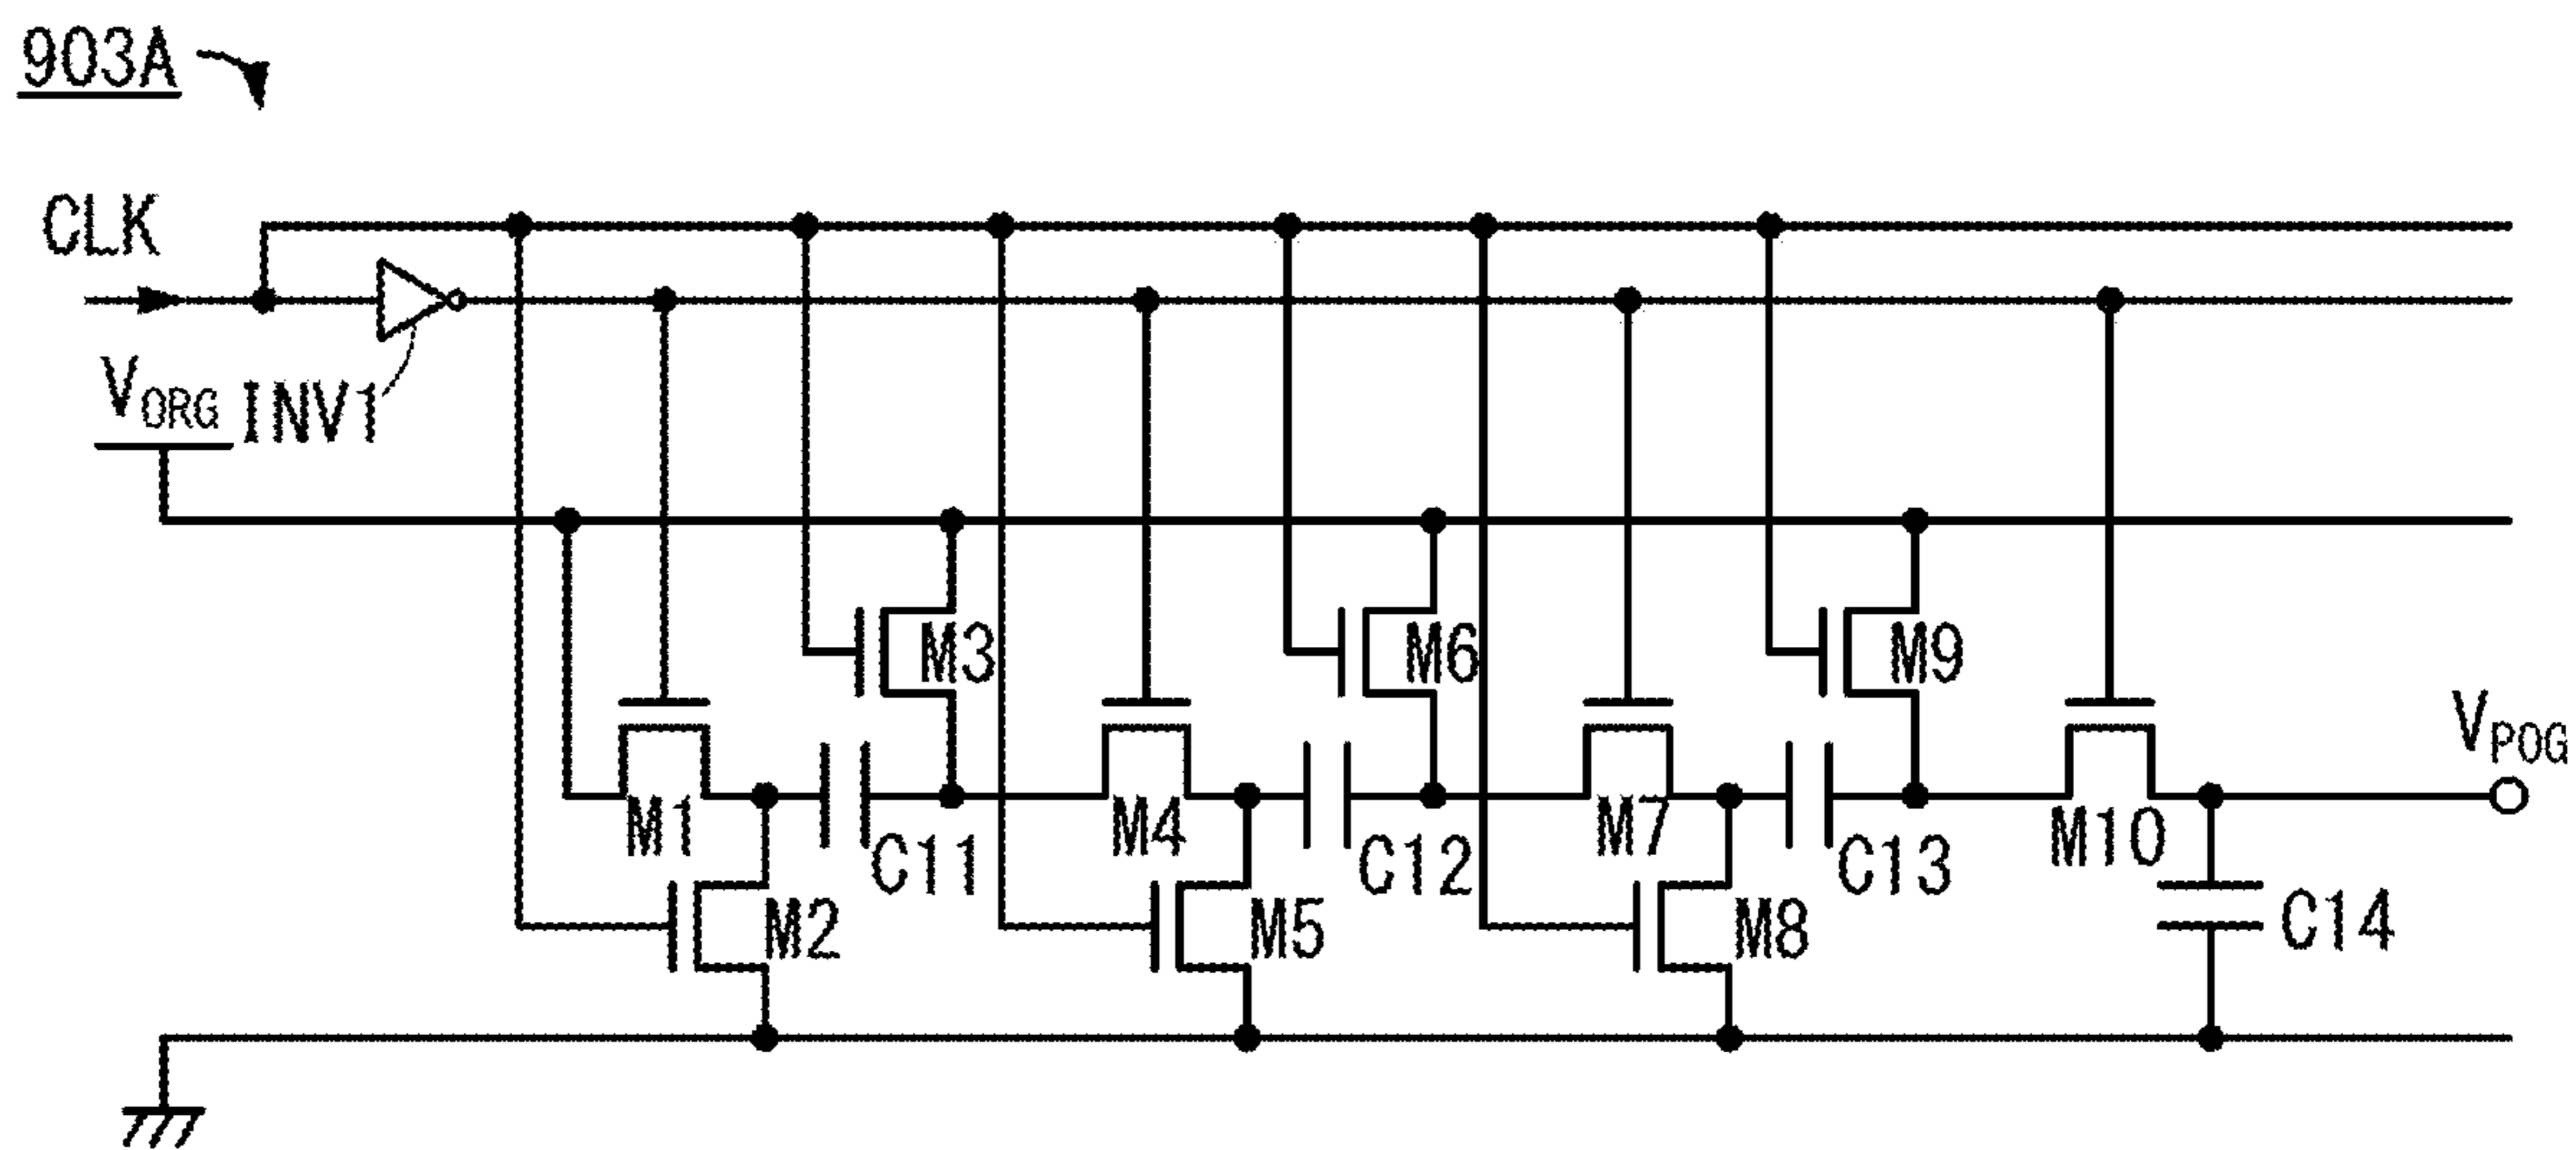 903A
CLK
VORG INV1
M3 M6 M9
VPOG
M1 M4 M7 M10
C11 C12 C13
M2 M5 M8 C14